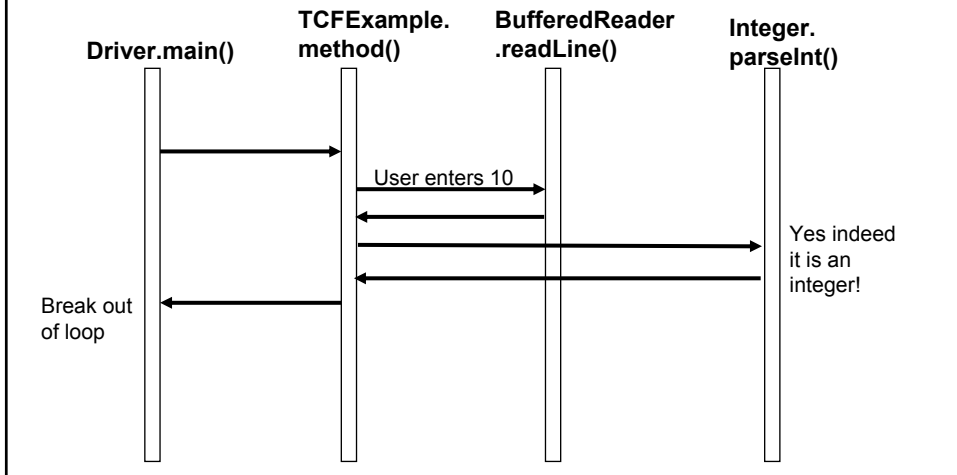 Driver.main()
TCFExample.
method()
BufferedReader
.readLine()
Integer.
parseInt()
User enters 10
Yes indeed
it is an
integer!
Break out
of loop